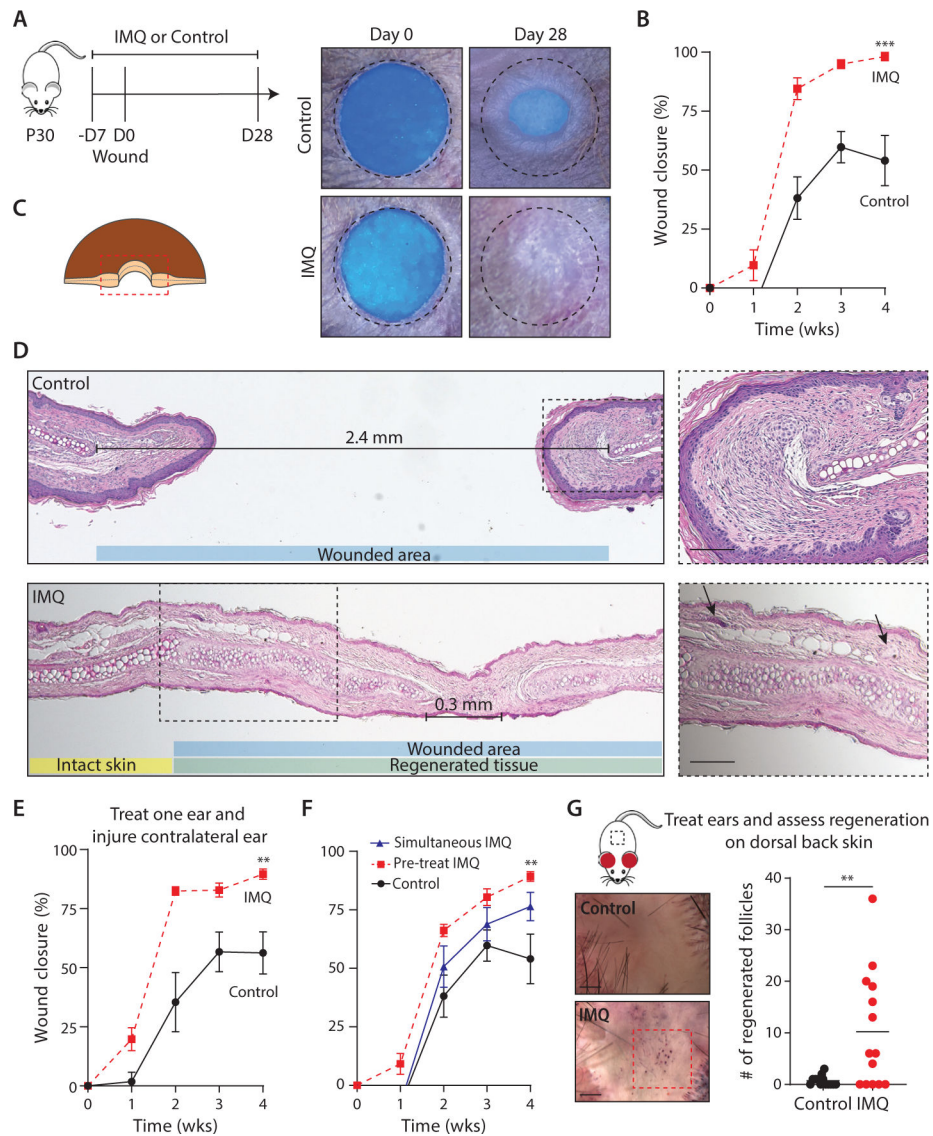 A
IMQ or Control
P30
-D7 D0
D28
Wound
Day 0
Day 28
Control
IMQ
B
Wound closure (%)
100
75
50
25
0
***
IMQ
Control
0 1 2 3 4
Time (wks)
C
D
Control
2.4 mm
Wounded area
IMQ
0.3 mm
Wounded area
Intact skin
Regenerated tissue
E
Treat one ear and
injure contralateral ear
Wound closure (%)
100
75
50
25
0
**
IMQ
Control
0 1 2 3 4
Time (wks)
F
100
75
50
25
0
Simultaneous IMQ
Pre-treat IMQ
Control
**
0 1 2 3 4
Time (wks)
G
Treat ears and assess regeneration
on dorsal back skin
Control
IMQ
# of regenerated follicles
40
30
20
10
0
**
Control IMQ